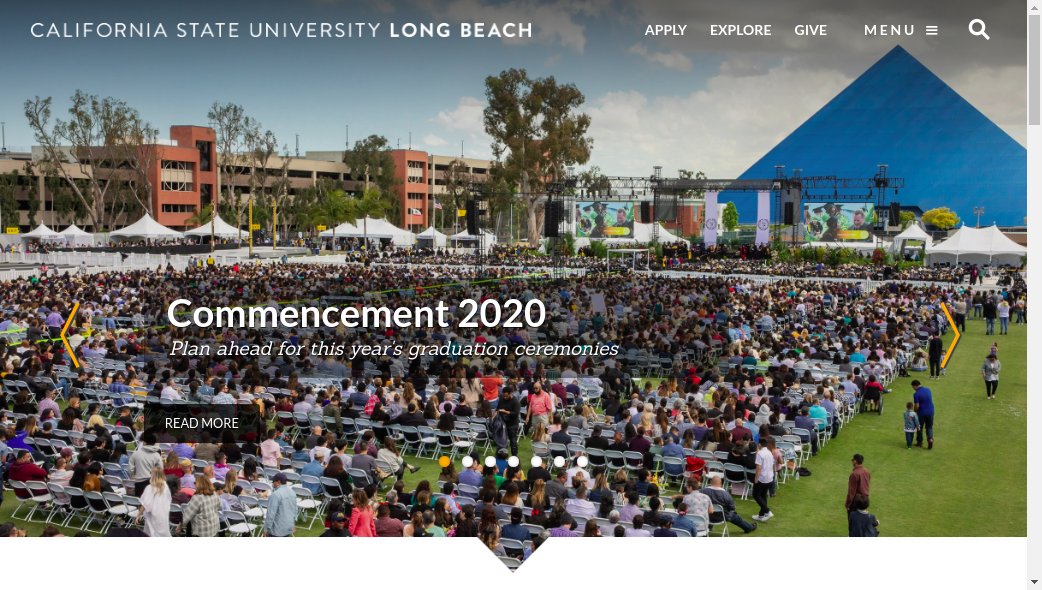 CALIFORNIA STATE UNIVERSITY LONG BEACH
APPLY
EXPLORE
GIVE
MENU
Commencement 2020
Plan ahead for this year's graduation ceremonies
READ MORE